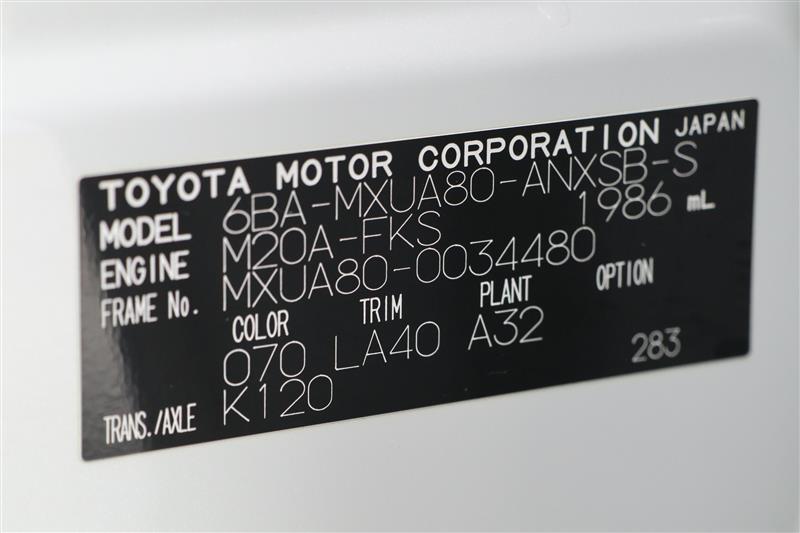 TOYOTA MOTOR CORPORATION JAPAN
MODEL 6BA-MXUA80-ANXSB-S
ENGINE M20A-FKS 1986 mL
FRAME No. MXUA80-0034480
COLOR TRIM PLANT OPTION
070 LA40 A32
TRANS./AXLE K120 283